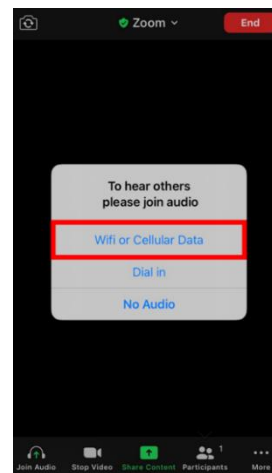 Zoom
End
To hear others
please join audio
Wifi or Cellular Data
Dial in
No Audio
1
Join Audio Stop Video Share Content Participants More